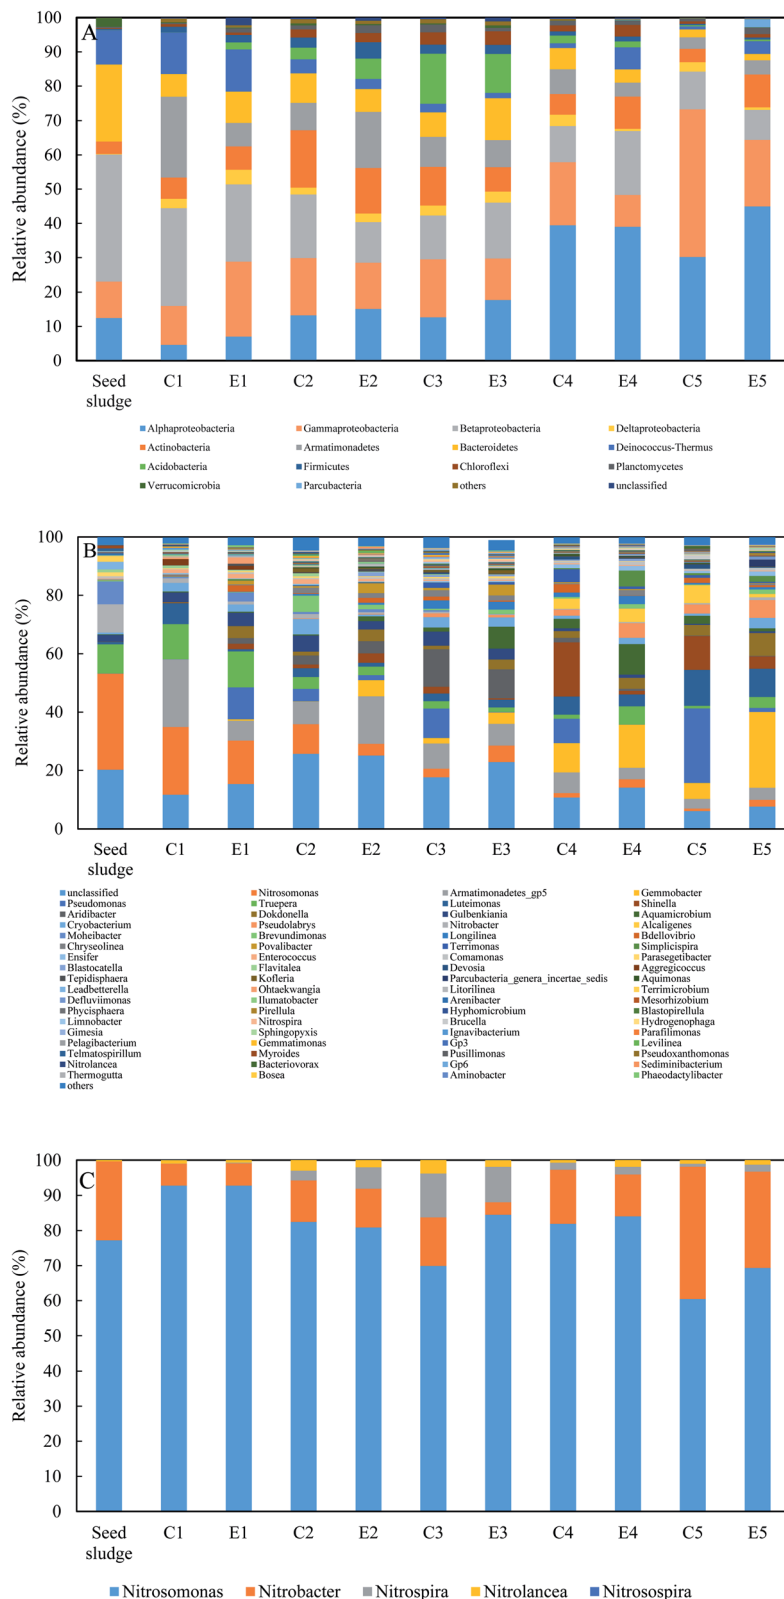 A
Relative abundance (%)
100
90
80
70
60
50
40
30
20
10
0
Seed sludge C1 E1 C2 E2 C3 E3 C4 E4 C5 E5
Alphaproteobacteria Gammaproteobacteria Betaproteobacteria Deltaproteobacteria
Actinobacteria Armatimonadetes Bacteroidetes Deinococcus-Thermus
Acidobacteria Firmicutes Chloroflexi Planctomycetes
Verrucomicrobia Parcubacteria others unclassified
B
Relative abundance (%)
100
80
60
40
20
0
Seed sludge C1 E1 C2 E2 C3 E3 C4 E4 C5 E5
unclassified Nitrosomonas Armatimonadetes_gp5 Gemmobacter
Pseudomonas Truepera Luteimonas Shinella
Aridibacter Dokdonella Gulbenkiania Aquamicrobium
Cryobacterium Pseudolabrys Nitrobacter Alcaligenes
Moheibacter Brevundimonas Longilinea Bdellovibrio
Chryseolinea Povalibacter Terrimonas Simplicispira
Ensifer Enterococcus Comamonas Parasegetibacter
Blastocatella Flavitalea Devosia Aggregicoccus
Tepidisphaera Kofleria Parcubacteria_genera_incertae_sedis Aquimonas
Leadbetterella Ohtaekwangia Litorilinea Terrimicrobium
Defluviimonas Ilumatobacter Arenibacter Mesorhizobium
Phycisphaera Pirellula Hyphomicrobium Blastopirellula
Limnobacter Nitrospira Brucella Hydrogenophaga
Gimesia Sphingopyxis Ignavibacterium Parafilimonas
Pelagibacterium Gemmatimonas Gp3 Levilinea
Telmatospirillum Myroides Pusillimonas Pseudoxanthomonas
Nitrolancea Bacteriovorax Gp6 Sediminibacterium
Thermogutta Bosea Aminobacter Phaeodactylibacter
others
C
Relative abundance (%)
100
90
80
70
60
50
40
30
20
10
0
Seed sludge C1 E1 C2 E2 C3 E3 C4 E4 C5 E5
Nitrosomonas Nitrobacter Nitrospira Nitrolancea Nitrosospira